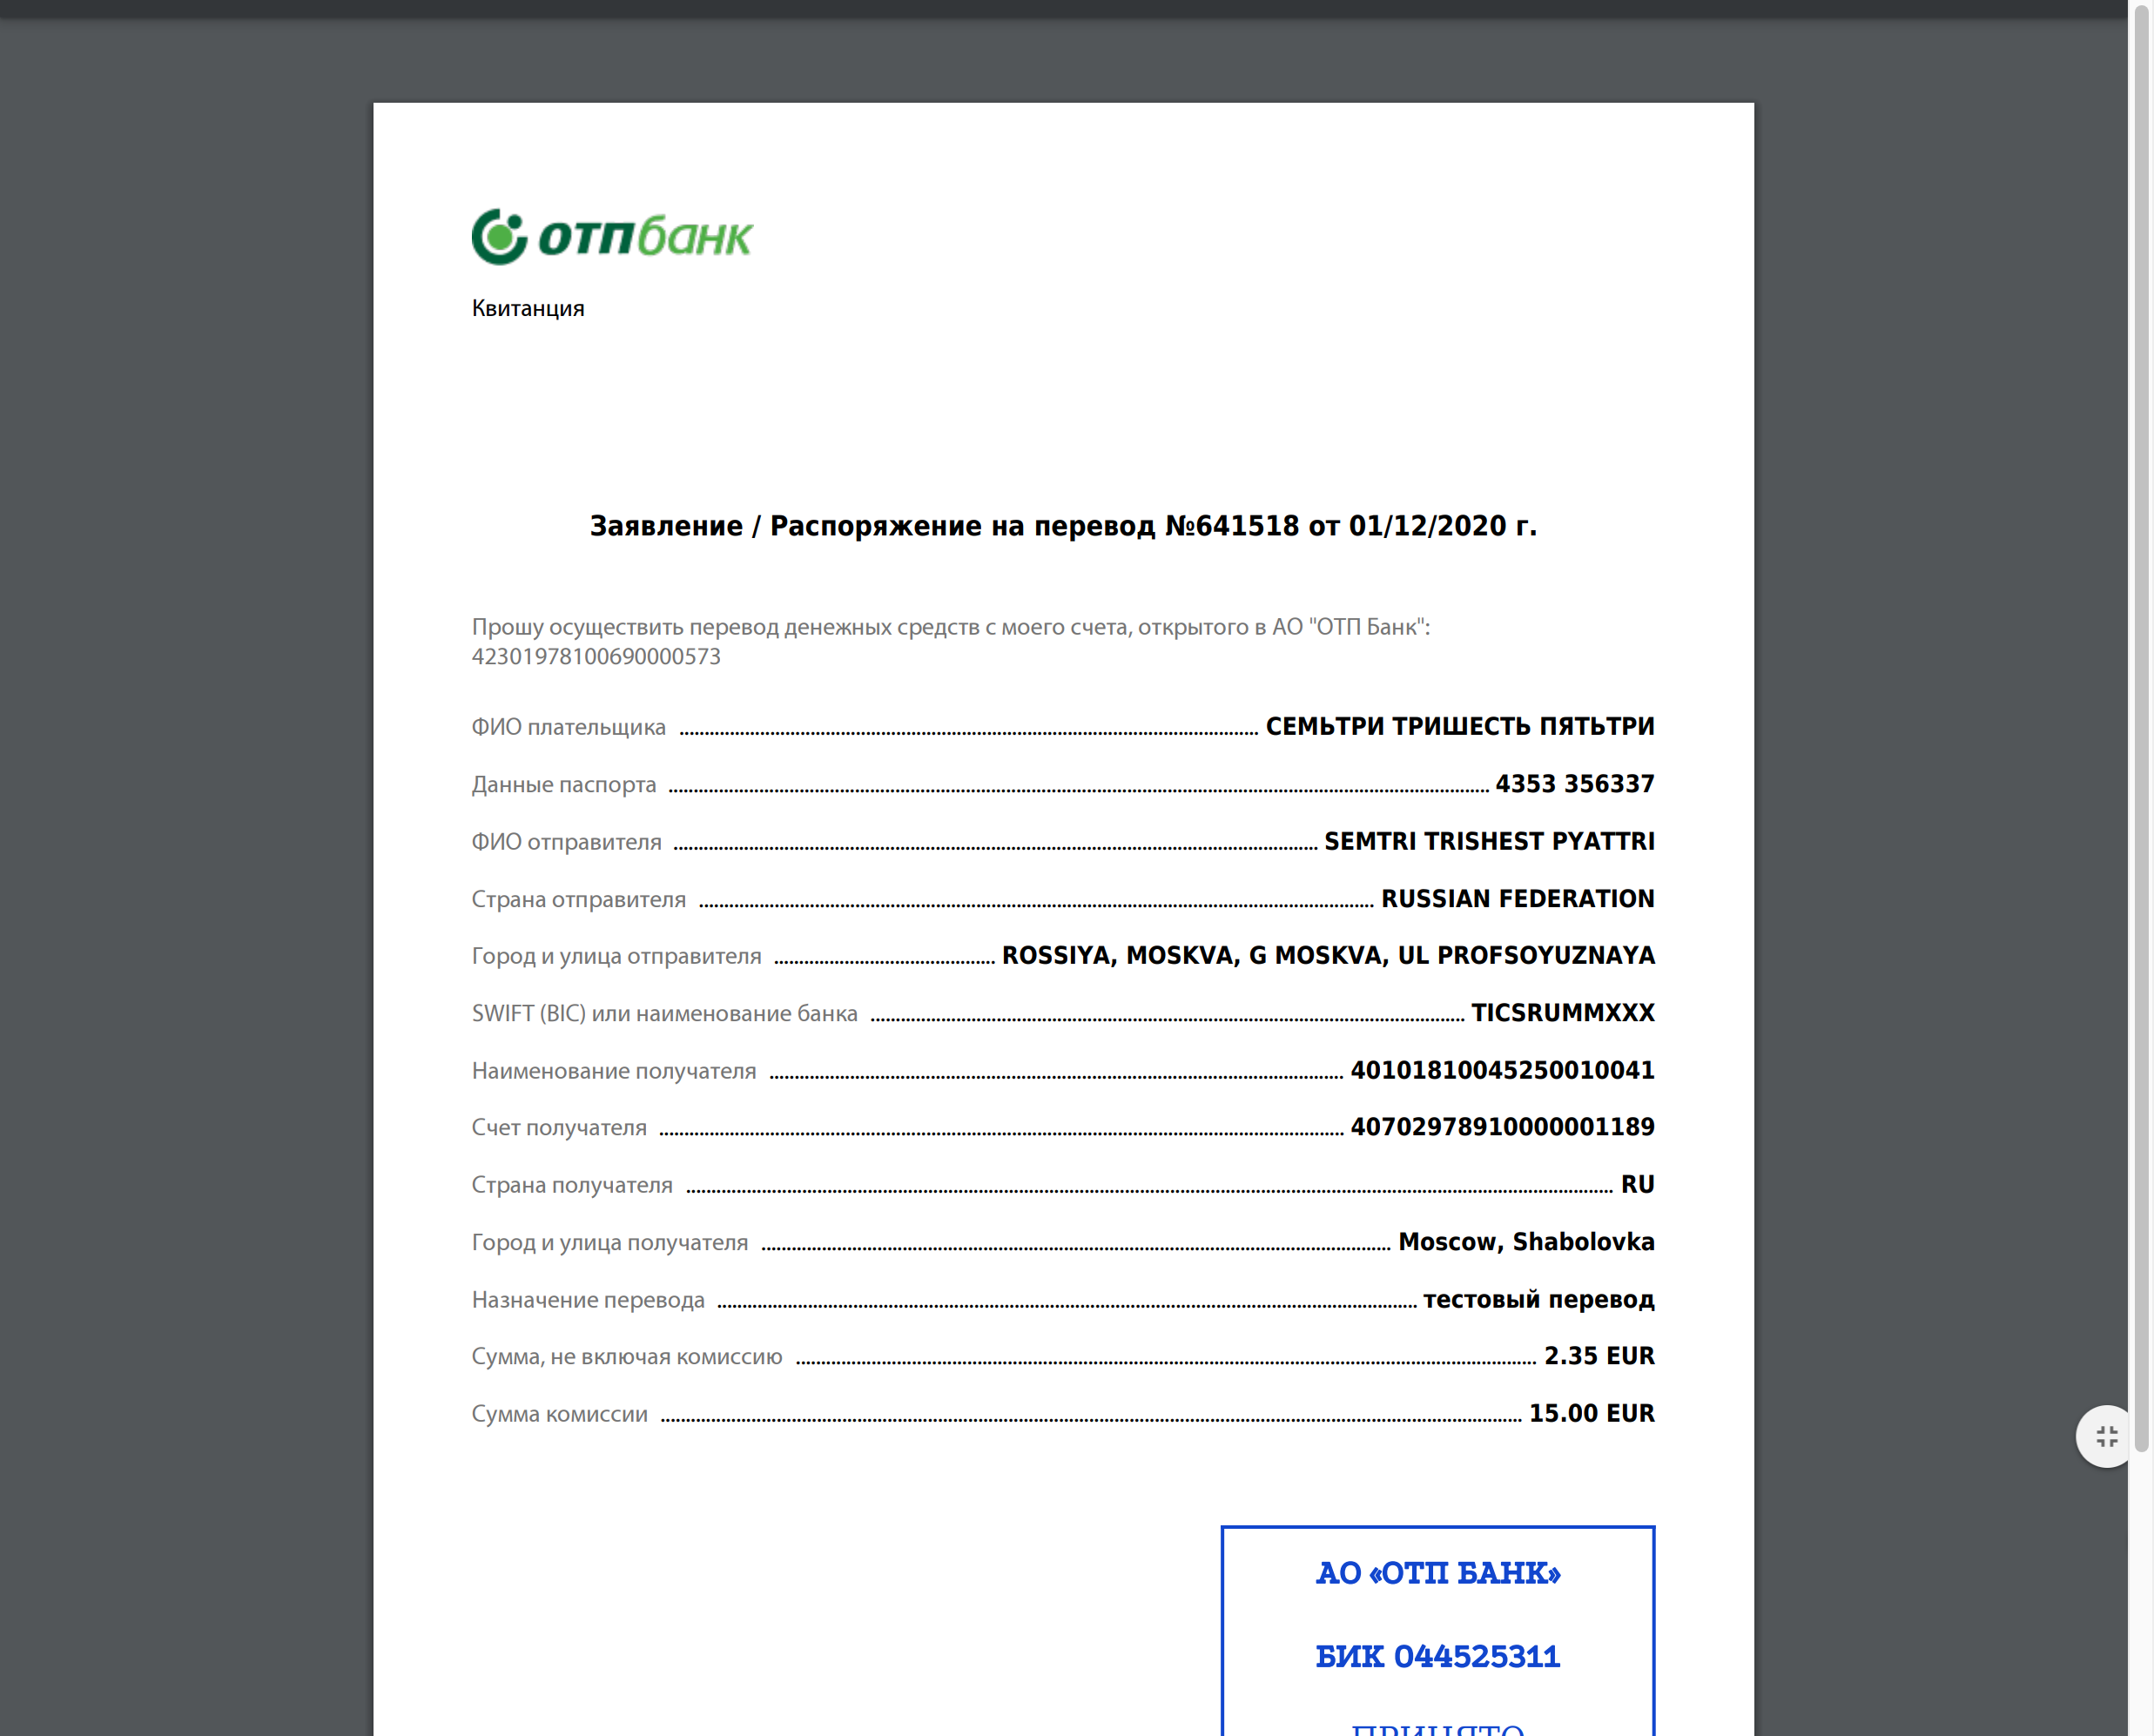 отпбанк
Квитанция
Заявление / Распоряжение на перевод №641518 от 01/12/2020 г.
Прошу осуществить перевод денежных средств с моего счета, открытого в АО "ОТП Банк":
42301978100690000573
ФИО плательщика СЕМЬТРИ ТРИШЕСТЬ ПЯТЬТРИ
Данные паспорта 4353 356337
ФИО отправителя SEMTRI TRISHEST PYATTRI
Страна отправителя RUSSIAN FEDERATION
Город и улица отправителя ROSSIYA, MOSKVA, G MOSKVA, UL PROFSOYUZNAYA
SWIFT (BIC) или наименование банка TICSRUMMXXX
Наименование получателя 40101810045250010041
Счет получателя 40702978910000001189
Страна получателя RU
Город и улица получателя Moscow, Shabolovka
Назначение перевода тестовый перевод
Сумма, не включая комиссию 2.35 EUR
Сумма комиссии 15.00 EUR
АО «ОТП БАНК»
БИК 044525311
ПРИНЯТО